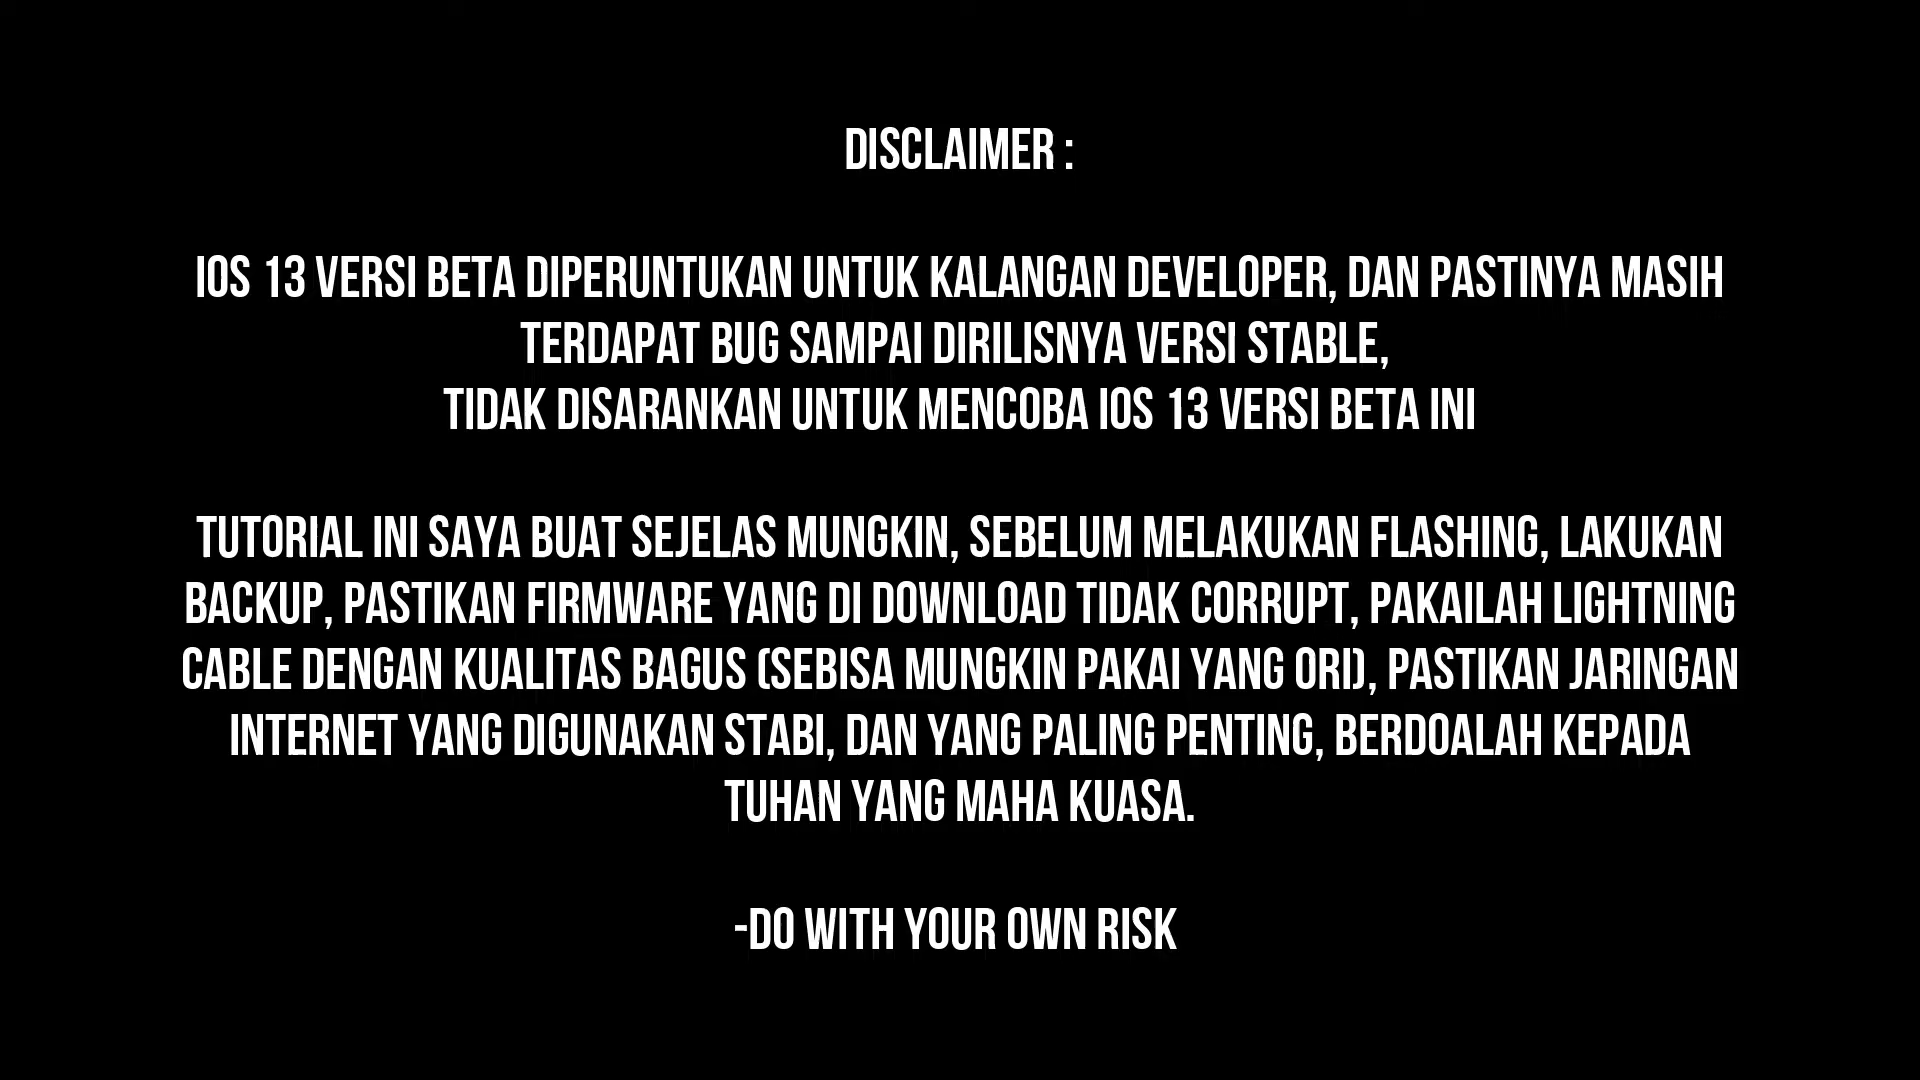 DISCLAIMER :
IOS 13 VERSI BETA DIPERUNTUKAN UNTUK KALANGAN DEVELOPER, DAN PASTINYA MASIH
TERDAPAT BUG SAMPAI DIRILISNYA VERSI STABLE,
TIDAK DISARANKAN UNTUK MENCOBA IOS 13 VERSI BETA INI
TUTORIAL INI SAYA BUAT SEJELAS MUNGKIN, SEBELUM MELAKUKAN FLASHING, LAKUKAN
BACKUP, PASTIKAN FIRMWARE YANG DI DOWNLOAD TIDAK CORRUPT, PAKAILAH LIGHTNING
CABLE DENGAN KUALITAS BAGUS (SEBISA MUNGKIN PAKAI YANG ORI), PASTIKAN JARINGAN
INTERNET YANG DIGUNAKAN STABI, DAN YANG PALING PENTING, BERDOALAH KEPADA
TUHAN YANG MAHA KUASA.
-DO WITH YOUR OWN RISK